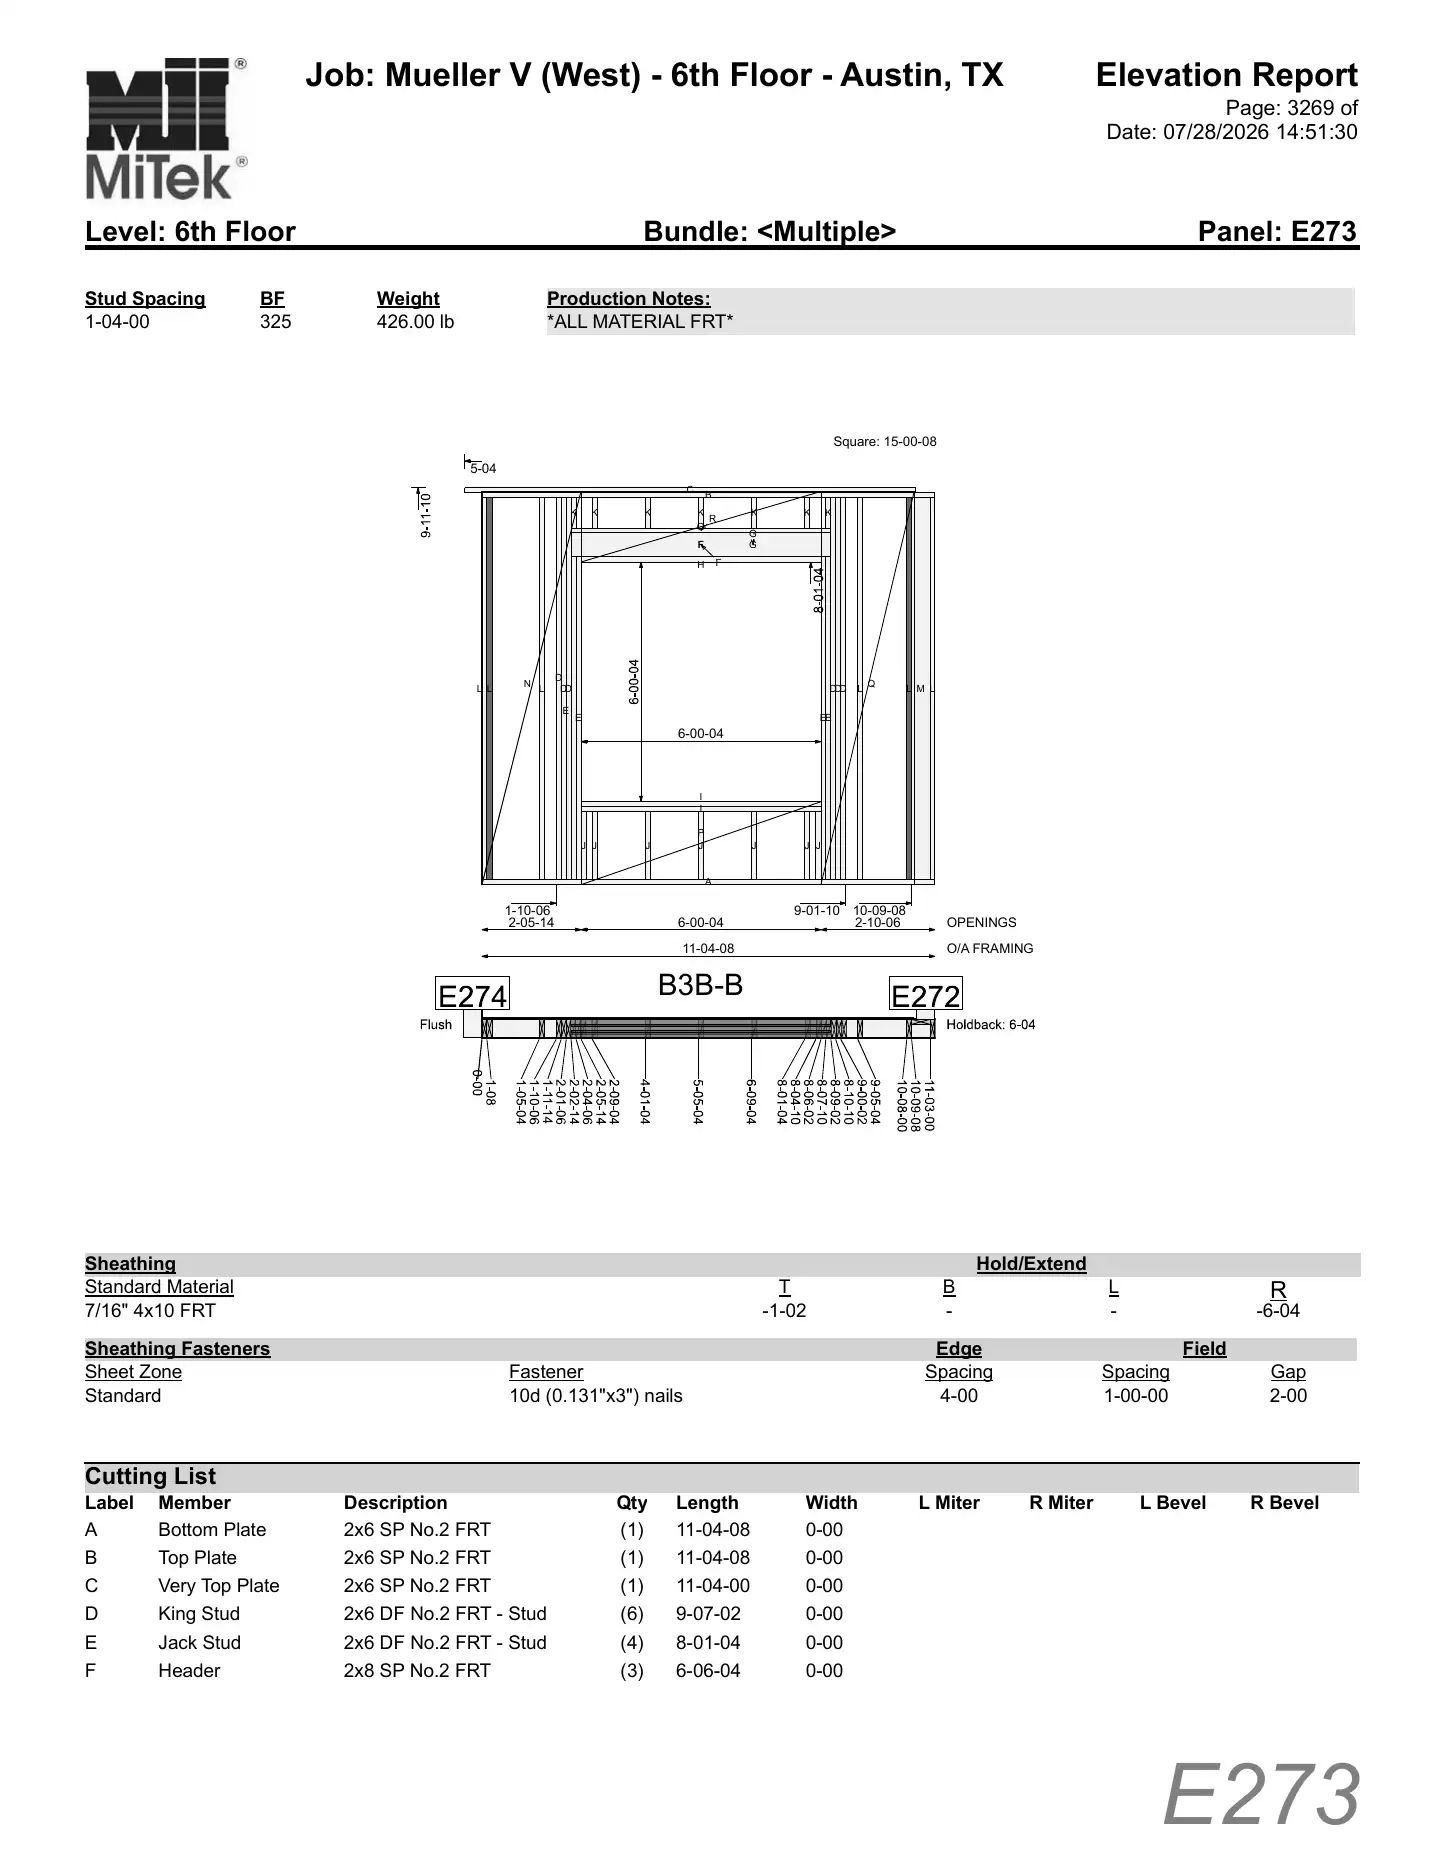 Job: Mueller V (West) - 6th Floor - Austin, TX
Elevation Report
Page: 3269 of
Date: 07/28/2026 14:51:30
MiTek
Level: 6th Floor Bundle: <Multiple> Panel: E273
Stud Spacing BF Weight Production Notes:
1-04-00 325 426.00 lb *ALL MATERIAL FRT*
Square: 15-00-08
5-04
9-11-10
C
B
K K K K K K K
R
G
F G
H F
8-01-04
6-00-04
N D
L L L D D L Q L M L
E E E E
6-00-04
I
I
P
J J J J J J J
A
1-10-06 9-01-10 10-09-08
2-05-14 6-00-04 2-10-06 OPENINGS
11-04-08 O/A FRAMING
B3B-B
E274 E272
Flush Holdback: 6-04
0-00 1-08 1-05-04 1-10-06 1-11-14 2-01-06 2-02-14 2-04-06 2-05-14 2-09-04 4-01-04 5-05-04 6-09-04 8-01-04 8-04-10 8-06-02 8-07-10 8-09-02 8-10-10 9-00-02 9-05-04 10-08-00 10-09-08 11-03-00
Sheathing Hold/Extend
Standard Material T B L R
7/16" 4x10 FRT -1-02 - - -6-04
Sheathing Fasteners Edge Field
Sheet Zone Fastener Spacing Spacing Gap
Standard 10d (0.131"x3") nails 4-00 1-00-00 2-00
Cutting List
Label Member Description Qty Length Width L Miter R Miter L Bevel R Bevel
A Bottom Plate 2x6 SP No.2 FRT (1) 11-04-08 0-00
B Top Plate 2x6 SP No.2 FRT (1) 11-04-08 0-00
C Very Top Plate 2x6 SP No.2 FRT (1) 11-04-00 0-00
D King Stud 2x6 DF No.2 FRT - Stud (6) 9-07-02 0-00
E Jack Stud 2x6 DF No.2 FRT - Stud (4) 8-01-04 0-00
F Header 2x8 SP No.2 FRT (3) 6-06-04 0-00
E273